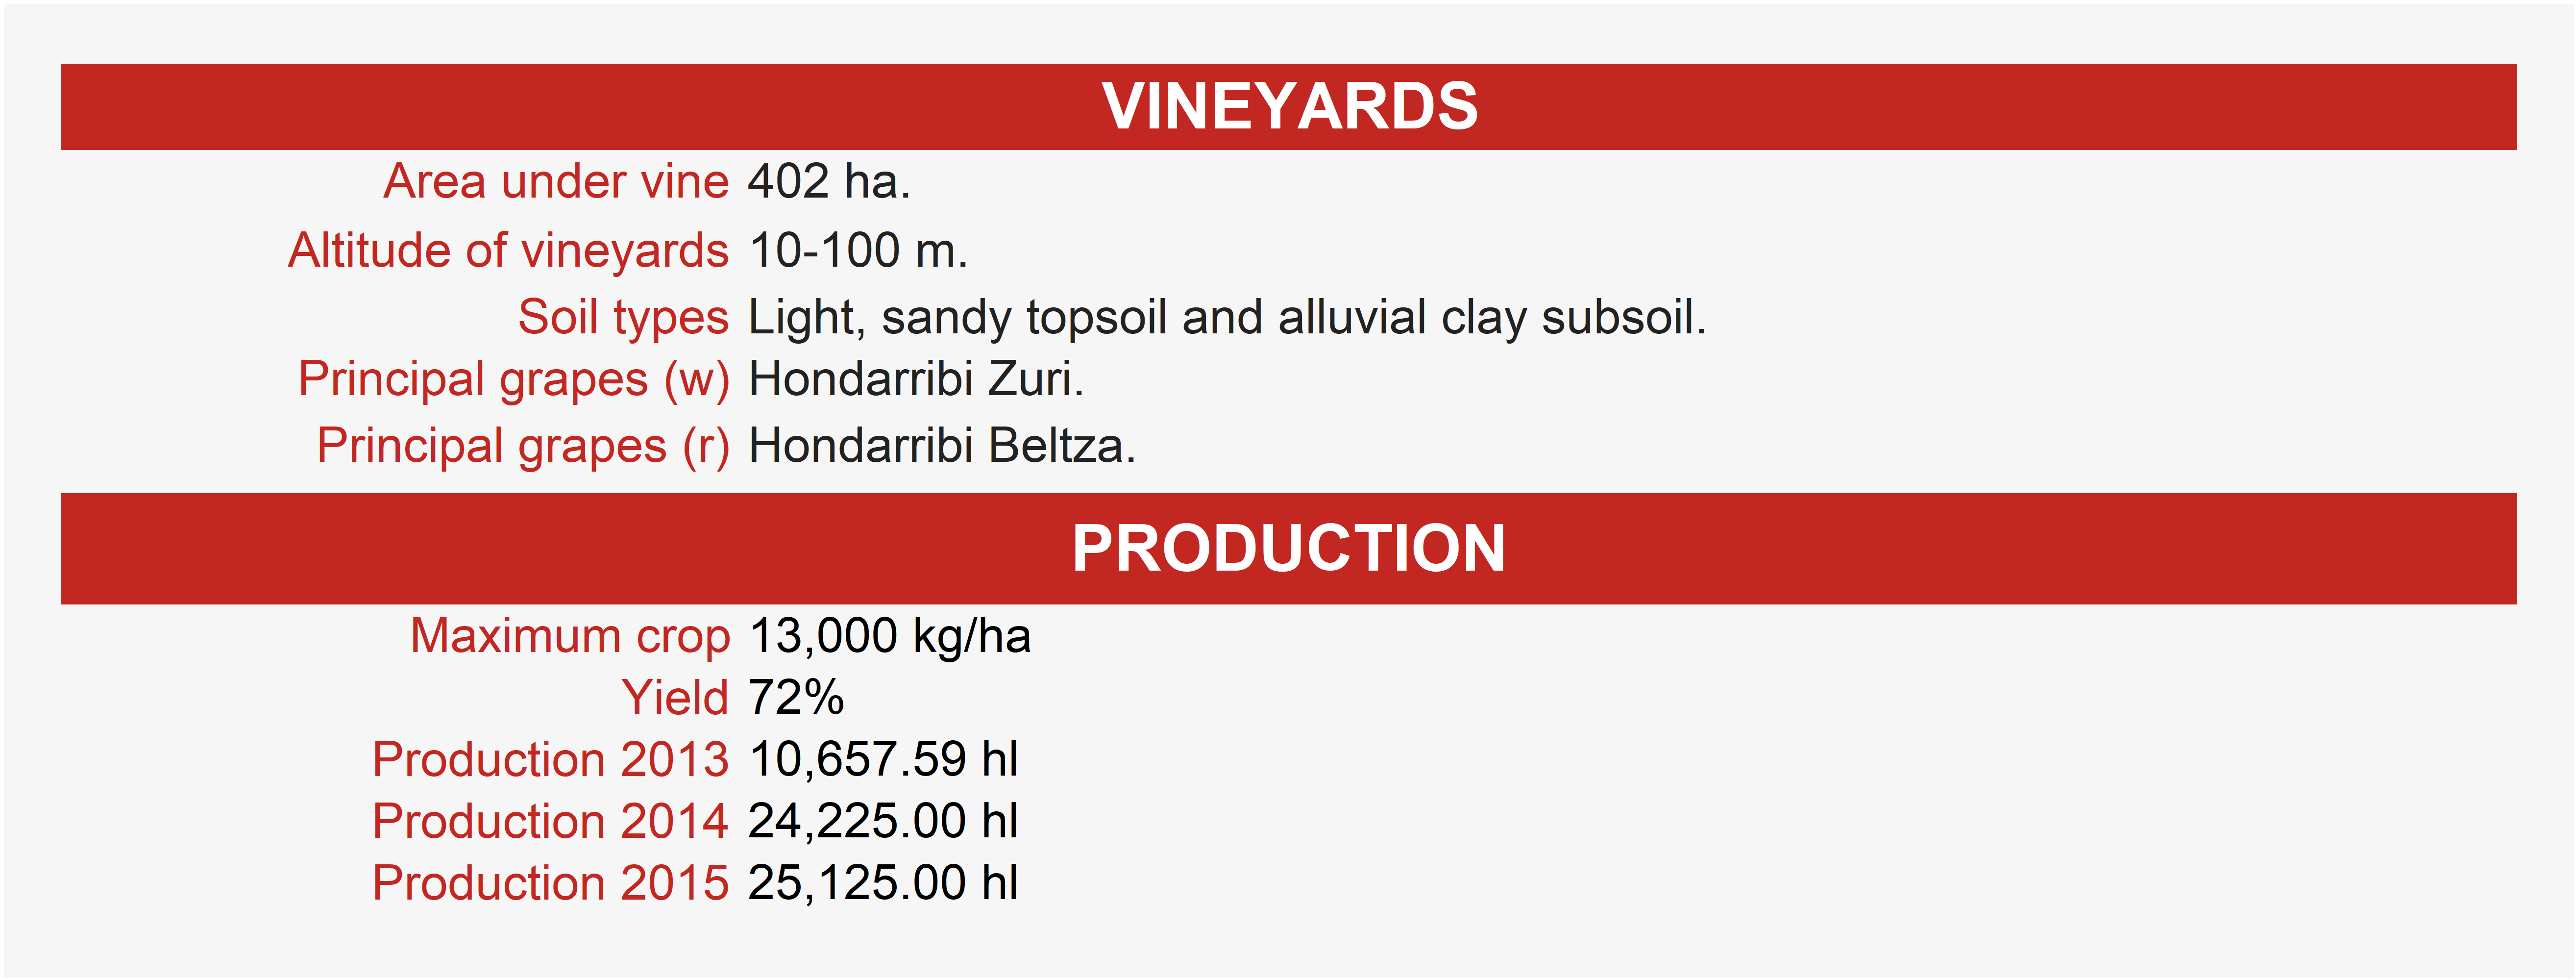 VINEYARDS
Area under vine 402 ha.
Altitude of vineyards 10-100 m.
Soil types Light, sandy topsoil and alluvial clay subsoil.
Principal grapes (w) Hondarribi Zuri.
Principal grapes (r) Hondarribi Beltza.
PRODUCTION
Maximum crop 13,000 kg/ha
Yield 72%
Production 2013 10,657.59 hl
Production 2014 24,225.00 hl
Production 2015 25,125.00 hl